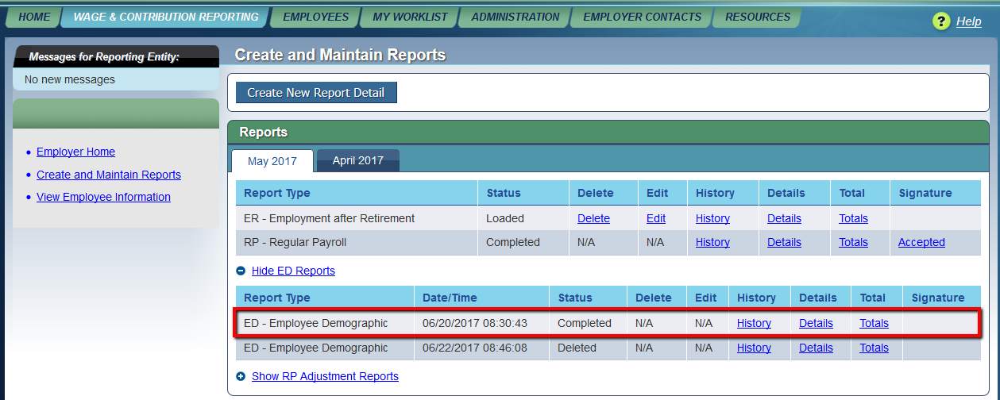 HOME WAGE & CONTRIBUTION REPORTING EMPLOYEES MY WORKLIST ADMINISTRATION EMPLOYER CONTACTS RESOURCES
? Help
Messages for Reporting Entity:
No new messages
Employer Home
Create and Maintain Reports
View Employee Information
Create and Maintain Reports
Create New Report Detail
Reports
May 2017 April 2017
Report Type Status Delete Edit History Details Total Signature
ER - Employment after Retirement Loaded Delete Edit History Details Totals
RP - Regular Payroll Completed N/A N/A History Details Totals Accepted
Hide ED Reports
Report Type Date/Time Status Delete Edit History Details Total Signature
ED - Employee Demographic 06/20/2017 08:30:43 Completed N/A N/A History Details Totals
ED - Employee Demographic 06/22/2017 08:46:08 Deleted N/A N/A History Details Totals
Show RP Adjustment Reports